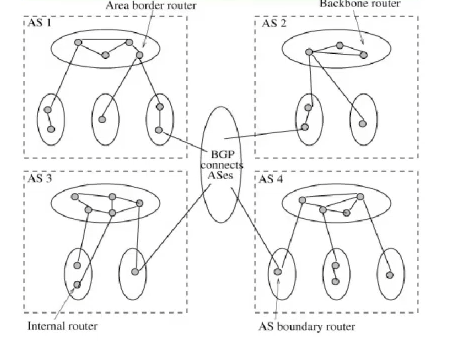 Area border router
Backbone router
AS 1
AS 2
BGP
connects
ASes
AS 3
AS 4
Internal router
AS boundary router